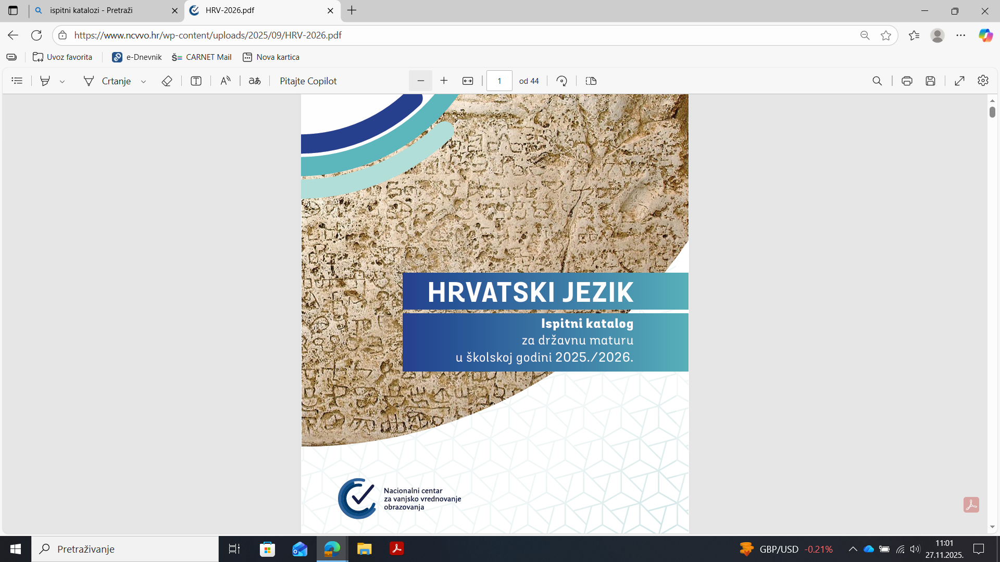 ispitni katalozi - Pretraži
HRV-2026.pdf
https://www.ncvvo.hr/wp-content/uploads/2025/09/HRV-2026.pdf
Uvoz favorita
e-Dnevnik
CARNET Mail
Nova kartica
Crtanje
Pitajte Copilot
1 od 44
HRVATSKI JEZIK
Ispitni katalog
za državnu maturu
u školskoj godini 2025./2026.
Nacionalni centar
za vanjsko vrednovanje
obrazovanja
Pretraživanje
GBP/USD -0.21%
11:01
27.11.2025.